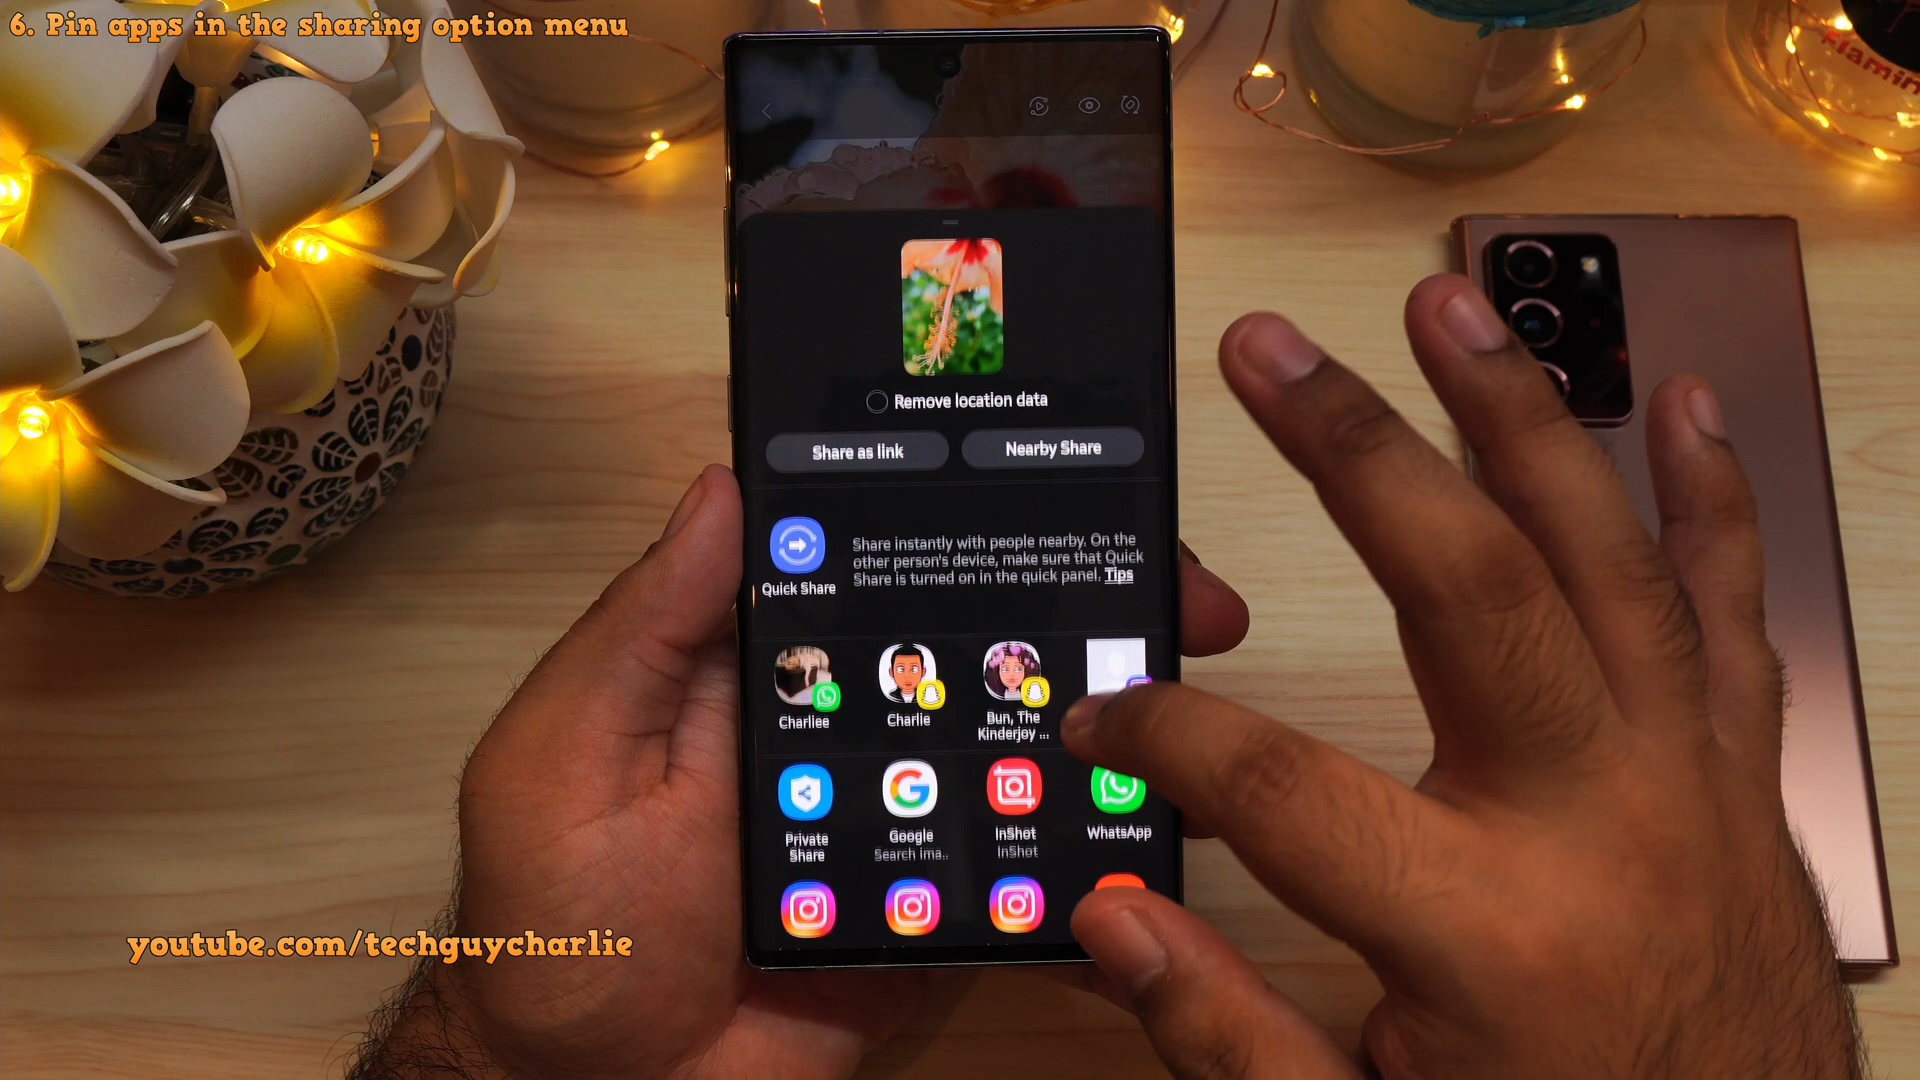 6. Pin apps in the sharing option menu
flamin
Remove location data
Share as link
Nearby Share
Quick Share
Share instantly with people nearby. On the
other person's device, make sure that Quick
Share is turned on in the quick panel. Tips
Charliee
Charlie
Bun, The
Kinderjoy ...
Private
Share
Google
Search ima..
InShot
InShot
WhatsApp
youtube.com/techguycharlie